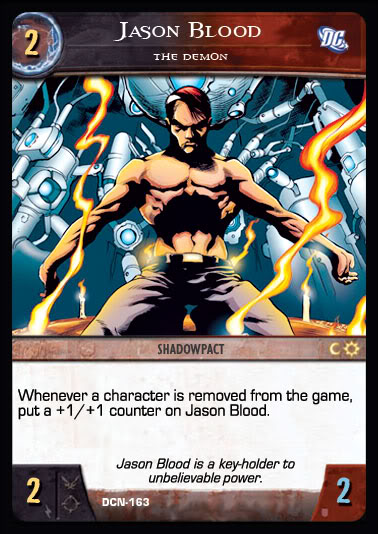 2
JASON BLOOD
THE DEMON
DC
SHADOWPACT
Whenever a character is removed from the game,
put a +1/+1 counter on Jason Blood.
Jason Blood is a key-holder to
unbelievable power.
2
DCN-163
2